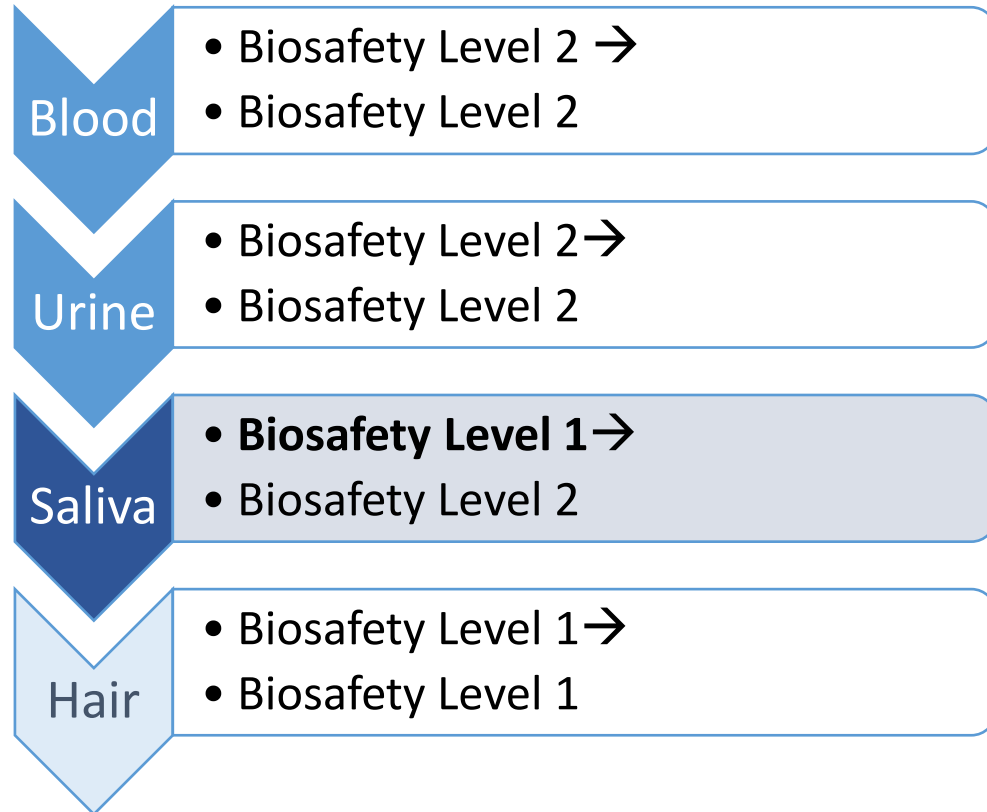 Blood
• Biosafety Level 2 →
• Biosafety Level 2
Urine
• Biosafety Level 2→
• Biosafety Level 2
Saliva
• Biosafety Level 1→
• Biosafety Level 2
Hair
• Biosafety Level 1→
• Biosafety Level 1